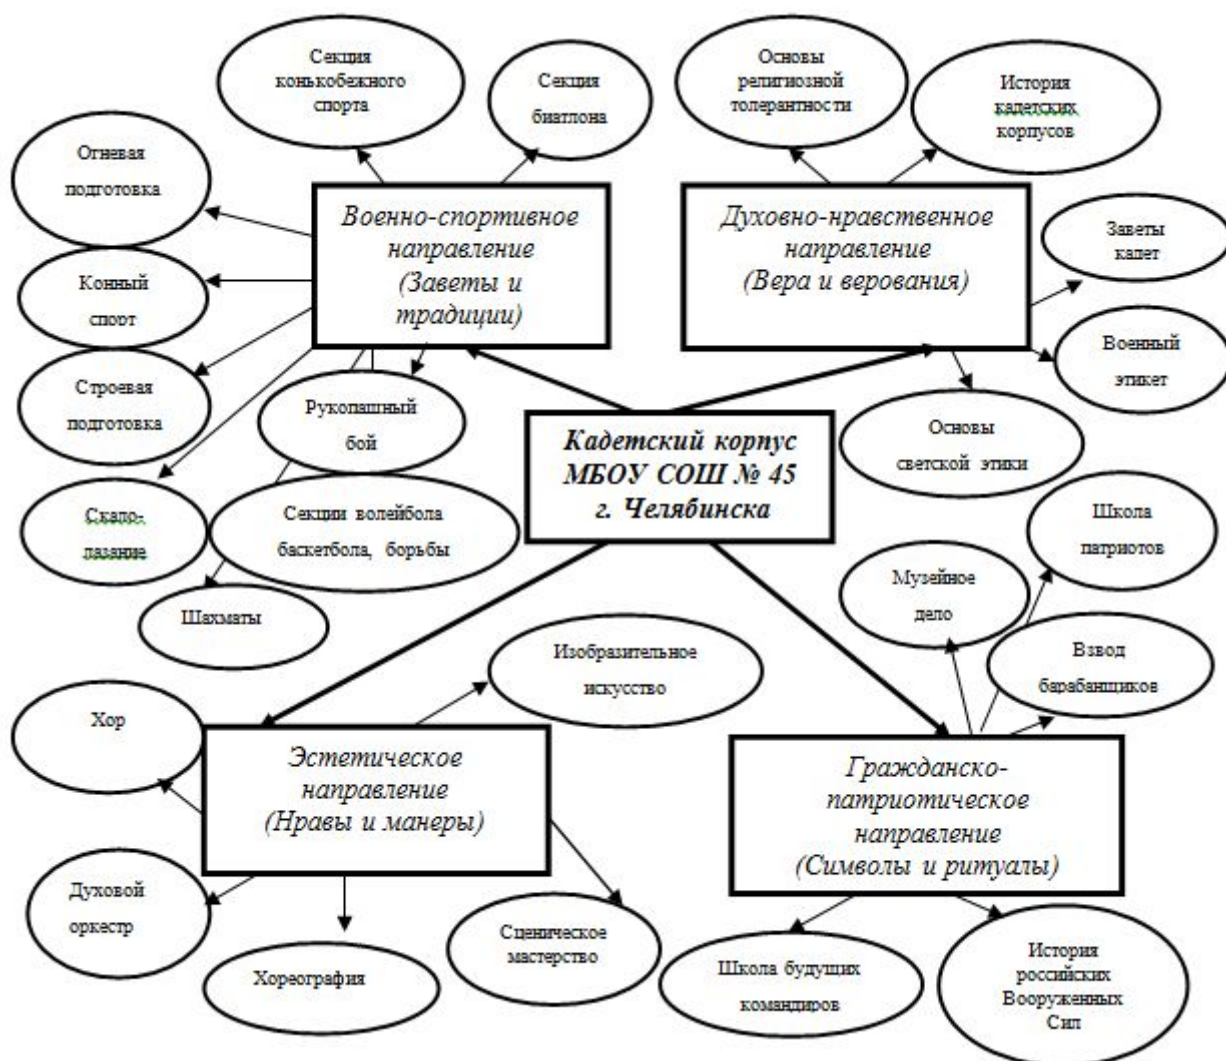 Секция
конькобежного
спорта
Секция
биатлона
Основы
религиозной
толерантности
История
кадетских
корпусов
Огневая
подготовка
Военно-спортивное
направление
(Заветы и
традиции)
Духовно-нравственное
направление
(Вера и верования)
Заветы
кадет
Конный
спорт
Военный
этикет
Строевая
подготовка
Рукопашный
бой
Кадетский корпус
МБОУ СОШ № 45
г. Челябинска
Основы
светской этики
Скало-
лазание
Секции волейбола
баскетбола, борьбы
Школа
патриотов
Музейное
дело
Шахматы
Изобразительное
искусство
Взвод
барабанщиков
Хор
Эстетическое
направление
(Нравы и манеры)
Гражданско-
патриотическое
направление
(Символы и ритуалы)
Духовой
оркестр
Хореография
Сценическое
мастерство
Школа будущих
командиров
История
российских
Вооруженных
Сил